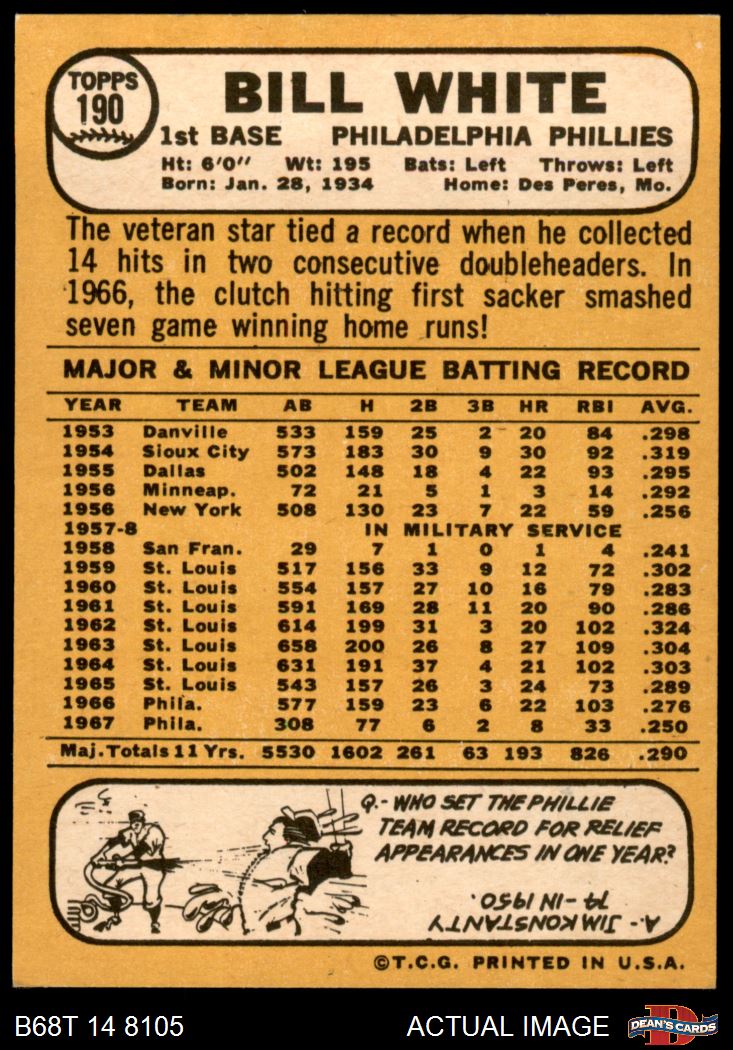 TOPPS
190
BILL WHITE
1st BASE PHILADELPHIA PHILLIES
Ht: 6'0" Wt: 195 Bats: Left Throws: Left
Born: Jan. 28, 1934 Home: Des Peres, Mo.
The veteran star tied a record when he collected
14 hits in two consecutive doubleheaders. In
1966, the clutch hitting first sacker smashed
seven game winning home runs!
MAJOR & MINOR LEAGUE BATTING RECORD
YEAR TEAM AB H 2B 3B HR RBI AVG.
1953 Danville 533 159 25 2 20 84 .298
1954 Sioux City 573 183 30 9 30 92 .319
1955 Dallas 502 148 18 4 22 93 .295
1956 Minneap. 72 21 5 1 3 14 .292
1956 New York 508 130 23 7 22 59 .256
1957-8 IN MILITARY SERVICE
1958 San Fran. 29 7 1 0 1 4 .241
1959 St. Louis 517 156 33 9 12 72 .302
1960 St. Louis 554 157 27 10 16 79 .283
1961 St. Louis 591 169 28 11 20 90 .286
1962 St. Louis 614 199 31 3 20 102 .324
1963 St. Louis 658 200 26 8 27 109 .304
1964 St. Louis 631 191 37 4 21 102 .303
1965 St. Louis 543 157 26 3 24 73 .289
1966 Phila. 577 159 23 6 22 103 .276
1967 Phila. 308 77 6 2 8 33 .250
Maj. Totals 11 Yrs. 5530 1602 261 63 193 826 .290
Q.- WHO SET THE PHILLIE
TEAM RECORD FOR RELIEF
APPEARANCES IN ONE YEAR?
A.- JIM KONSTANTY
74 - IN 1950.
©T.C.G. PRINTED IN U.S.A.
B68T 14 8105 ACTUAL IMAGE
D
DEAN'S CARDS